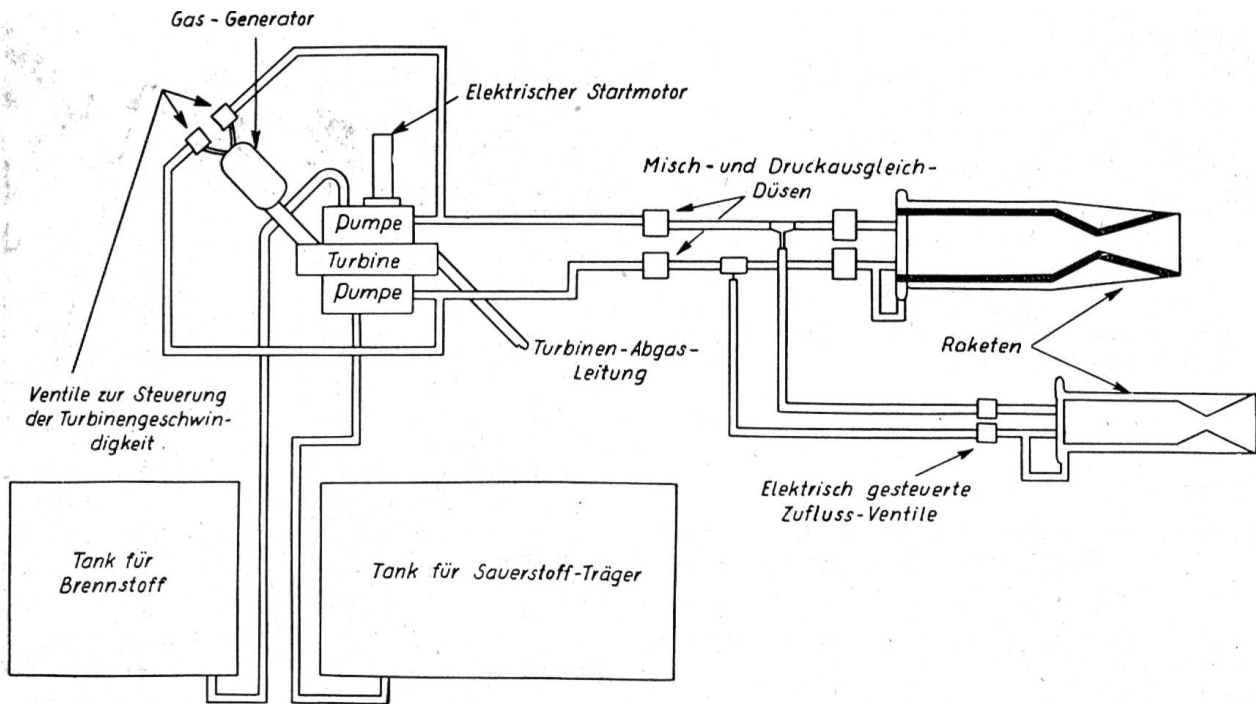 Gas - Generator
Elektrischer Startmotor
Misch- und Druckausgleich-
Düsen
Pumpe
Turbine
Pumpe
Turbinen-Abgas-
Leitung
Raketen
Ventile zur Steuerung
der Turbinengeschwin-
digkeit
Elektrisch gesteuerte
Zufluss-Ventile
Tank für
Brennstoff
Tank für Sauerstoff-Träger